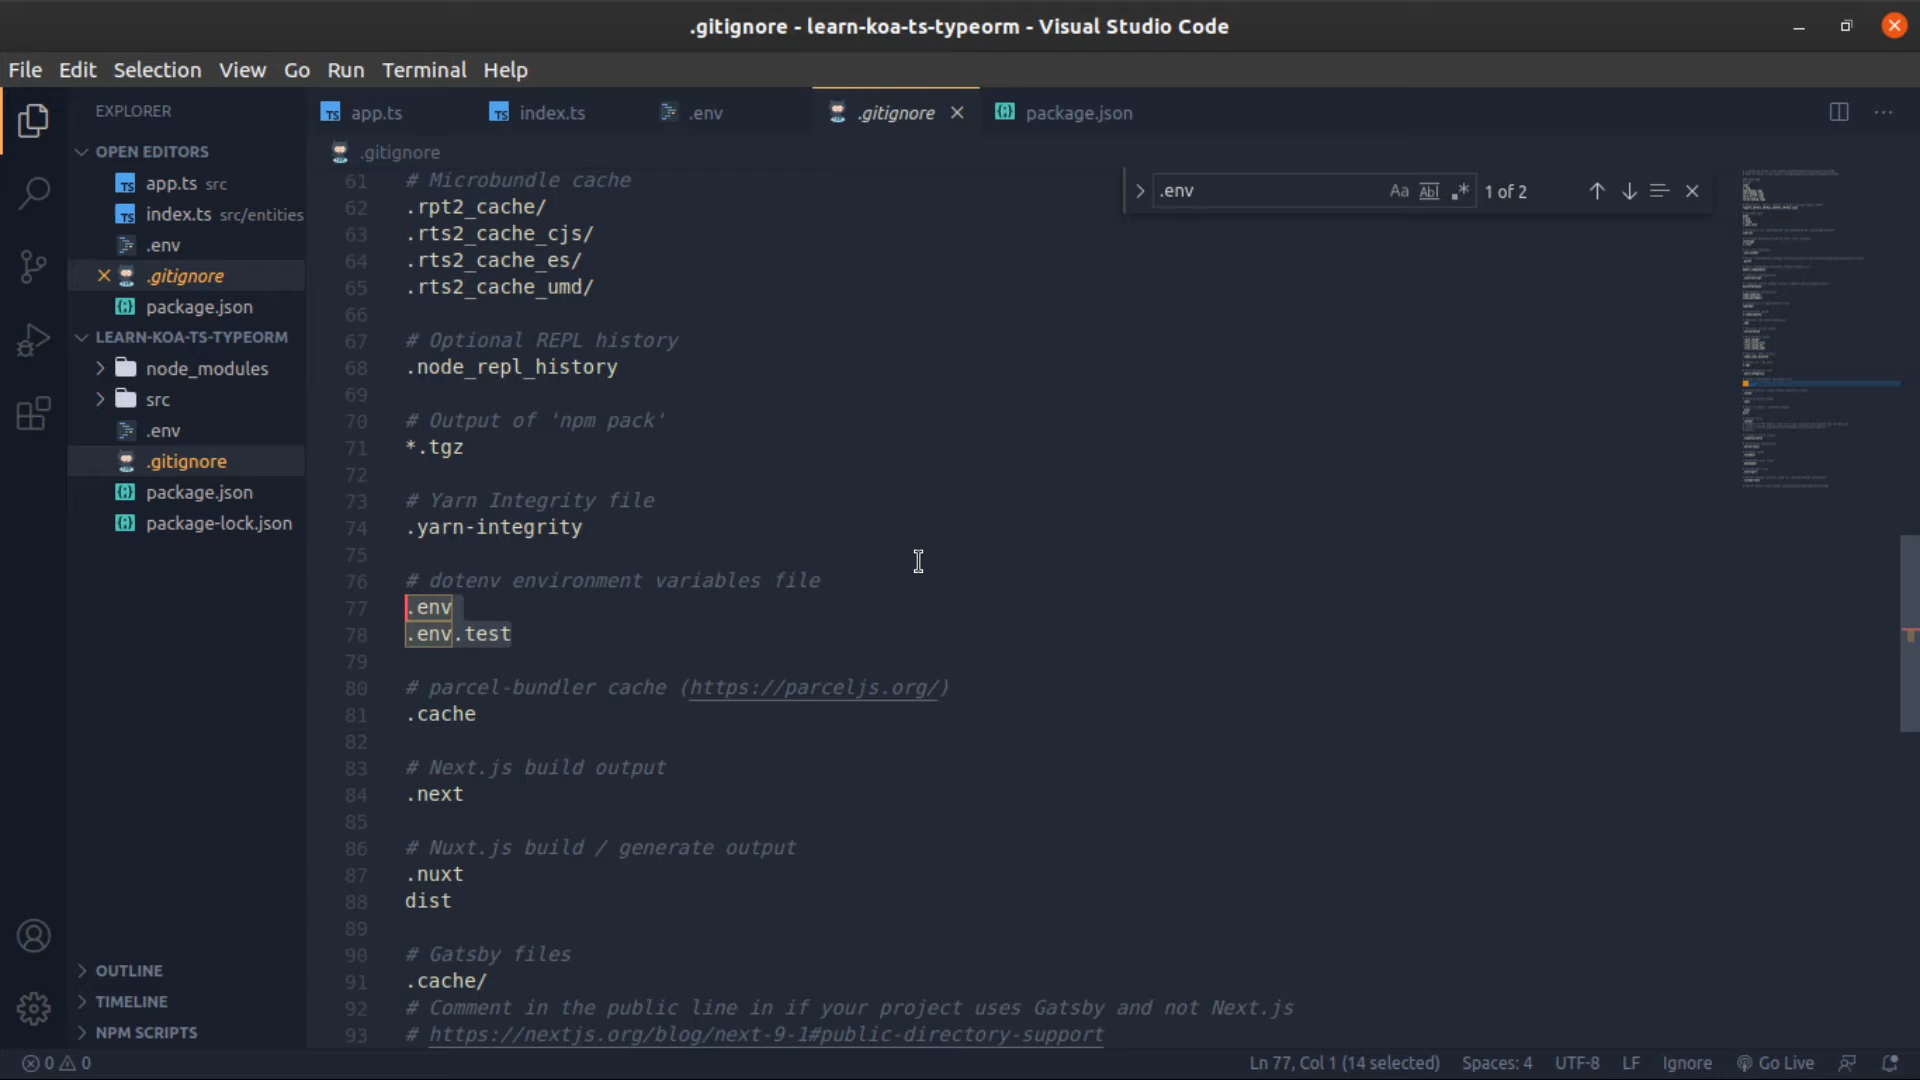 .gitignore - learn-koa-ts-typeorm - Visual Studio Code
File Edit Selection View Go Run Terminal Help
EXPLORER
OPEN EDITORS
TS app.ts src
TS index.ts src/entities
.env
.gitignore
package.json
LEARN-KOA-TS-TYPEORM
node_modules
src
.env
.gitignore
package.json
package-lock.json
OUTLINE
TIMELINE
NPM SCRIPTS
TS app.ts
TS index.ts
.env
.gitignore
package.json
.gitignore
.env Aa Abl .* 1 of 2
61 # Microbundle cache
62 .rpt2_cache/
63 .rts2_cache_cjs/
64 .rts2_cache_es/
65 .rts2_cache_umd/
66
67 # Optional REPL history
68 .node_repl_history
69
70 # Output of 'npm pack'
71 *.tgz
72
73 # Yarn Integrity file
74 .yarn-integrity
75
76 # dotenv environment variables file
77 .env
78 .env.test
79
80 # parcel-bundler cache (https://parceljs.org/)
81 .cache
82
83 # Next.js build output
84 .next
85
86 # Nuxt.js build / generate output
87 .nuxt
88 dist
89
90 # Gatsby files
91 .cache/
92 # Comment in the public line in if your project uses Gatsby and not Next.js
93 # https://nextjs.org/blog/next-9-1#public-directory-support
0 0
Ln 77, Col 1 (14 selected) Spaces: 4 UTF-8 LF Ignore Go Live